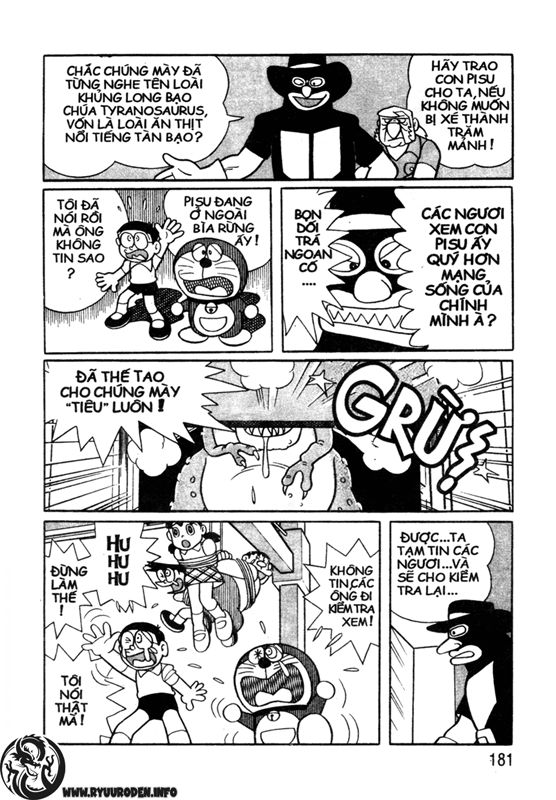 CHẮC CHÚNG MÀY ĐÃ
TỪNG NGHE TÊN LOÀI
KHỦNG LONG BẠO
CHÚA TYRANOSAURUS,
VỐN LÀ LOÀI ĂN THỊT
NỔI TIẾNG TÀN BẠO?
HÃY TRAO
CON PISU
CHO TA, NẾU
KHÔNG MUỐN
BỊ XÉ THÀNH
TRĂM
MẢNH!
TÔI ĐÃ
NÓI RỒI
MÀ ÔNG
KHÔNG
TIN SAO
?
PISU ĐANG
Ở NGOÀI
BÌA RỪNG
ẤY!
BỌN
DỐI
TRÁ
NGOAN
CỐ
....
CÁC NGƯƠI
XEM CON
PISU ẤY
QUÝ HƠN
MẠNG
SỐNG CỦA
CHÍNH
MÌNH À?
ĐÃ THẾ TAO
CHO CHÚNG MÀY
"TIÊU" LUÔN!
GRỪ!!
HU
HU
HU
ĐỪNG
LÀM
THẾ
!
TÔI
NÓI
THẬT
MÀ!
KHÔNG
TIN CÁC
ÔNG ĐI
KIỂM TRA
XEM!
ĐƯỢC...TA
TẠM TIN CÁC
NGƯƠI...VÀ
SẼ CHO KIỂM
TRA LẠI...
181
WWW.RYUURODEN.INFO